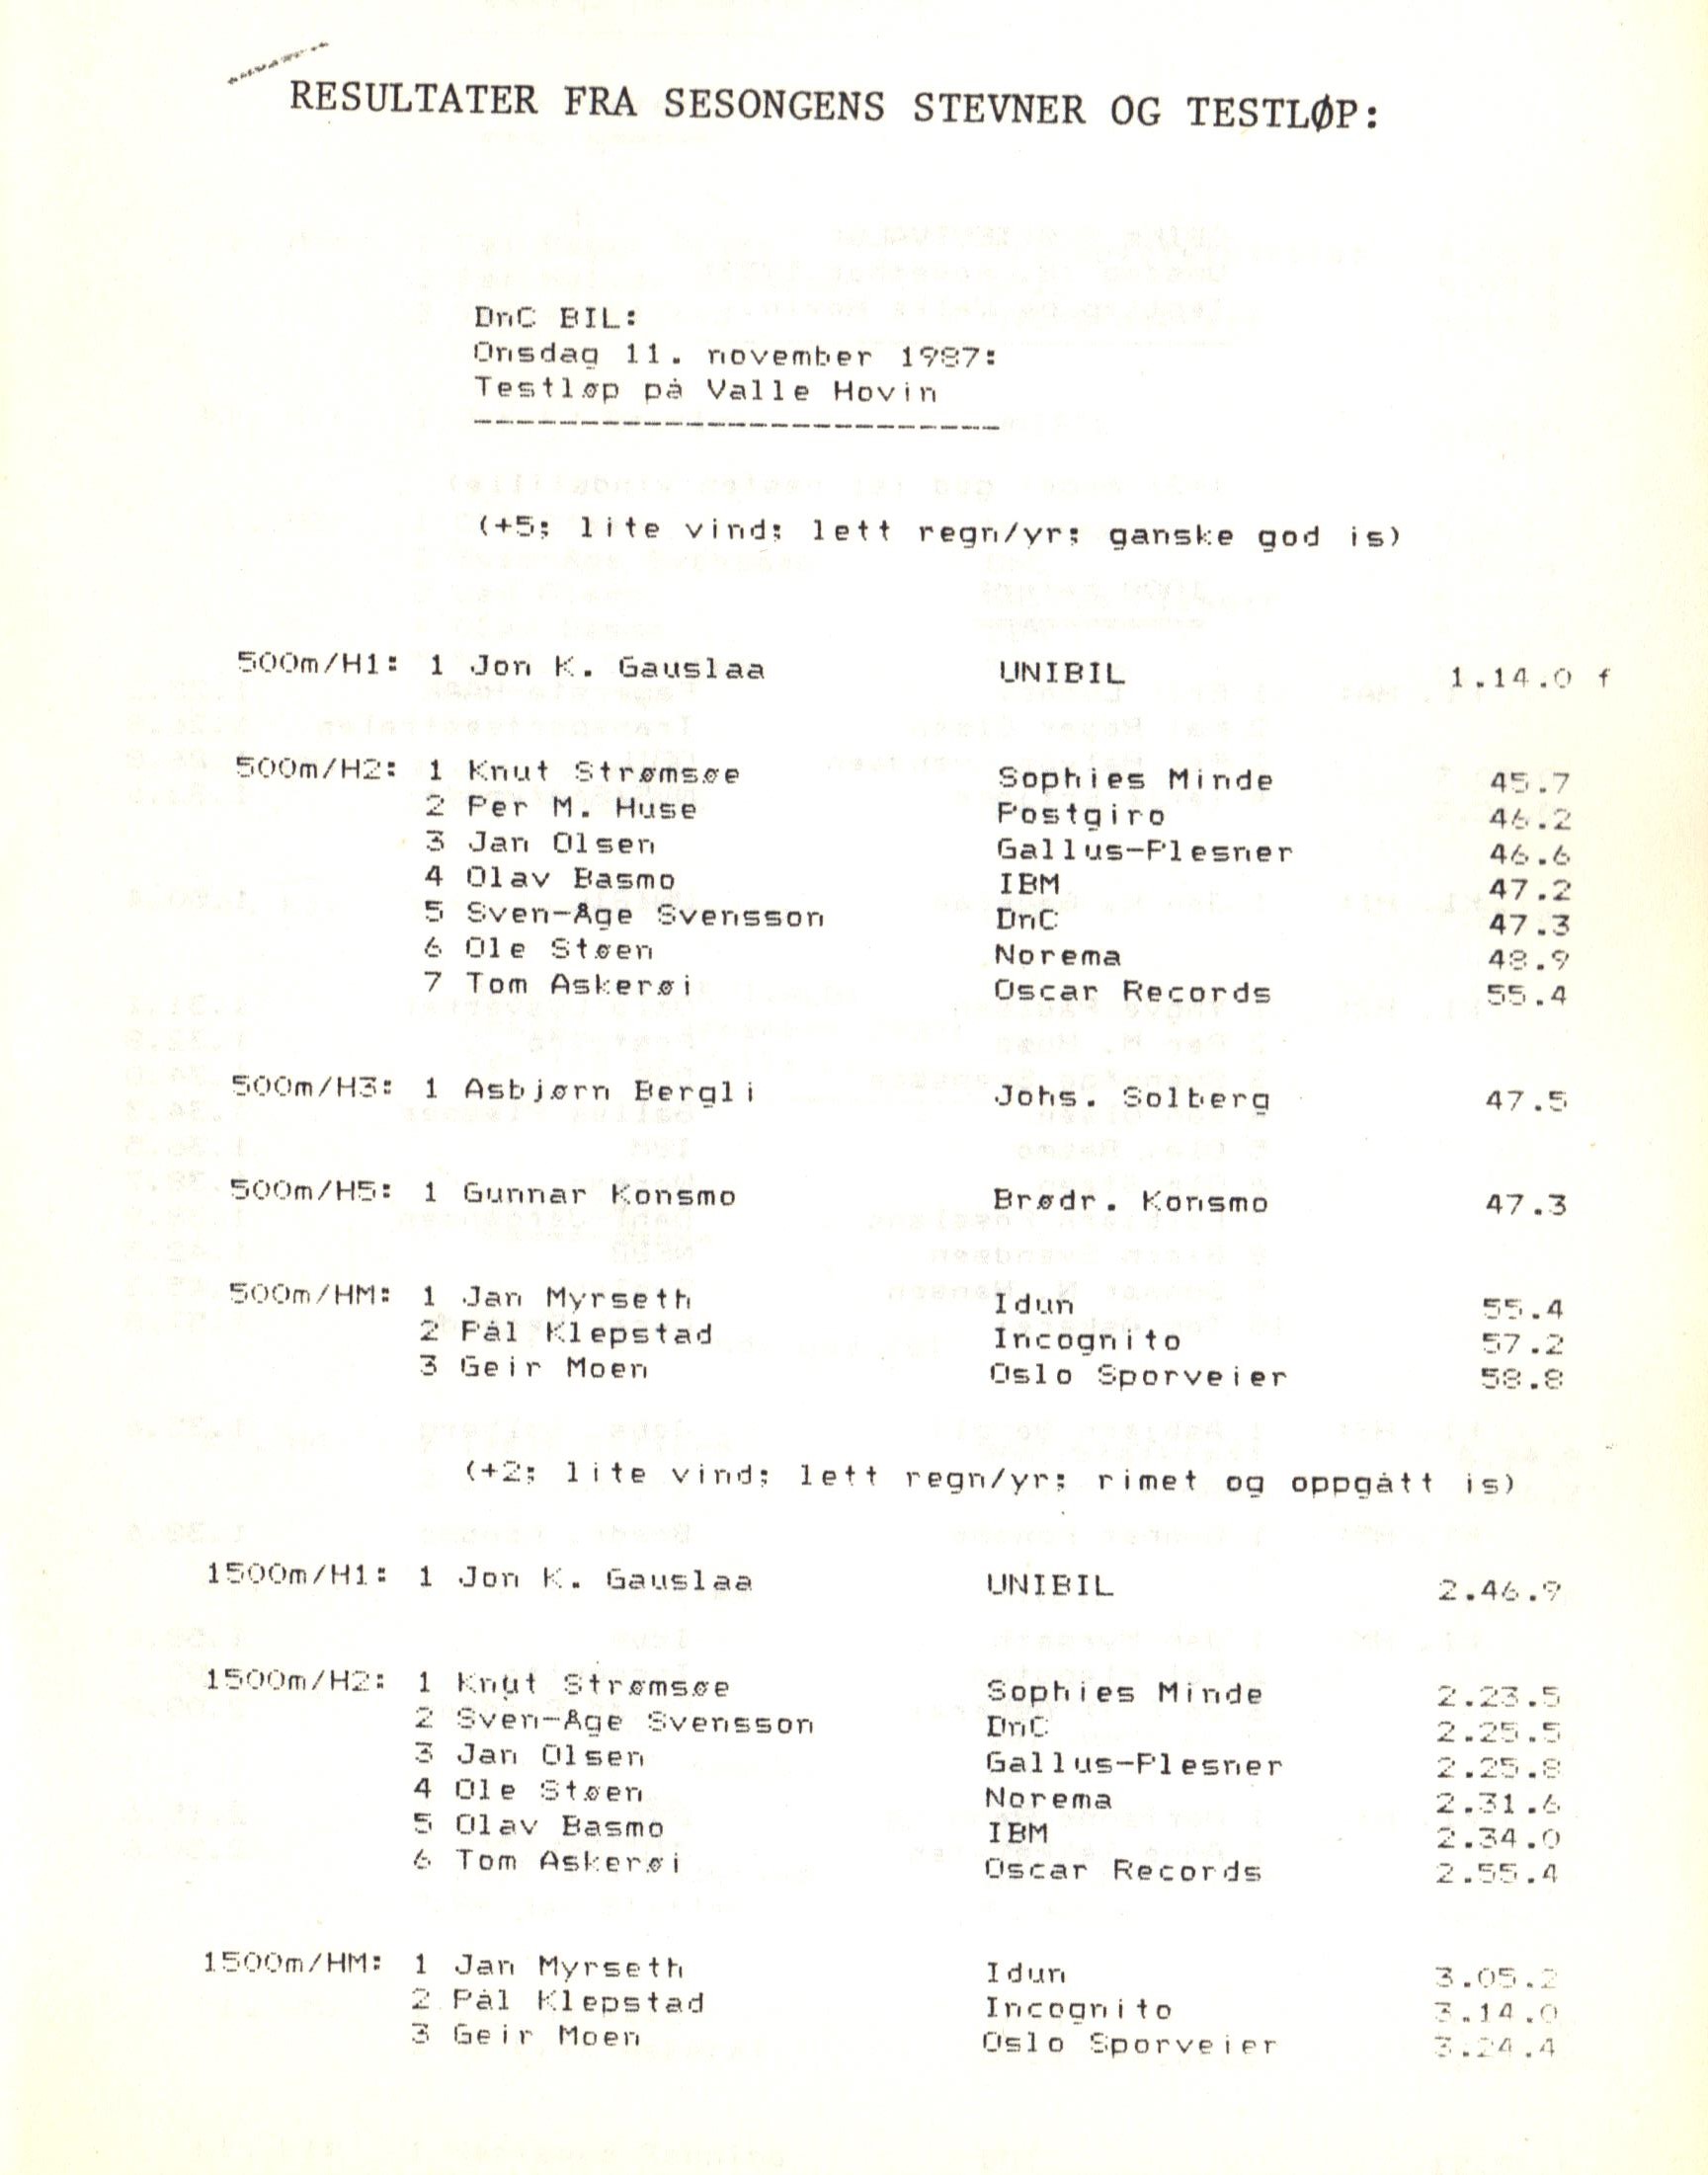 RESULTATER FRA SESONGENS STEVNER OG TESTLØP:
DnC BIL:
Onsdag 11. november 1987:
Testløp på Valle Hovin
-------------------------
(+5; lite vind; lett regn/yr; ganske god is)
500m/H1: 1 Jon K. Gauslaa UNIBIL 1.14.0 f
500m/H2: 1 Knut Strømsøe Sophies Minde 45.7
2 Per M. Huse Postgiro 46.2
3 Jan Olsen Gallus-Plesner 46.6
4 Olav Basmo IBM 47.2
5 Sven-Åge Svensson DnC 47.3
6 Ole Støen Norema 48.9
7 Tom Askerøi Oscar Records 55.4
500m/H3: 1 Asbjørn Bergli Johs. Solberg 47.5
500m/H5: 1 Gunnar Konsmo Brødr. Konsmo 47.3
500m/HM: 1 Jan Myrseth Idun 55.4
2 Pål Klepstad Incognito 57.2
3 Geir Moen Oslo Sporveier 58.8
(+2; lite vind; lett regn/yr; rimet og oppgått is)
1500m/H1: 1 Jon K. Gauslaa UNIBIL 2.46.9
1500m/H2: 1 Knut Strømsøe Sophies Minde 2.23.5
2 Sven-Åge Svensson DnC 2.25.5
3 Jan Olsen Gallus-Plesner 2.25.8
4 Ole Støen Norema 2.31.6
5 Olav Basmo IBM 2.34.0
6 Tom Askerøi Oscar Records 2.55.4
1500m/HM: 1 Jan Myrseth Idun 3.05.2
2 Pål Klepstad Incognito 3.14.0
3 Geir Moen Oslo Sporveier 3.24.4